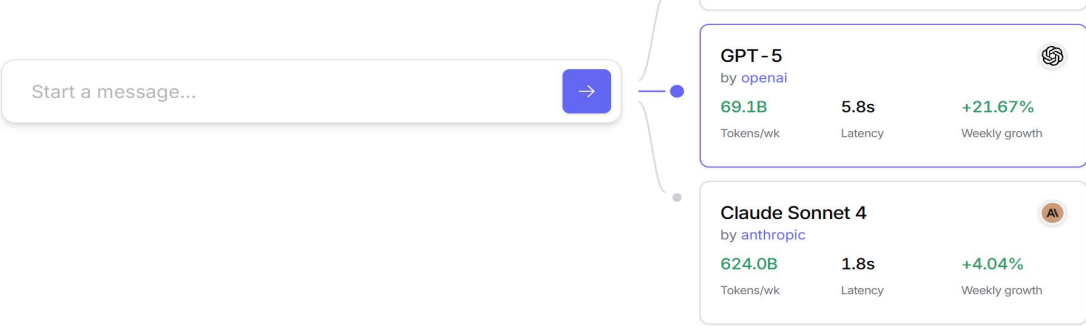 Start a message...
GPT-5
by openai
69.1B 5.8s +21.67%
Tokens/wk Latency Weekly growth
Claude Sonnet 4
by anthropic
624.0B 1.8s +4.04%
Tokens/wk Latency Weekly growth